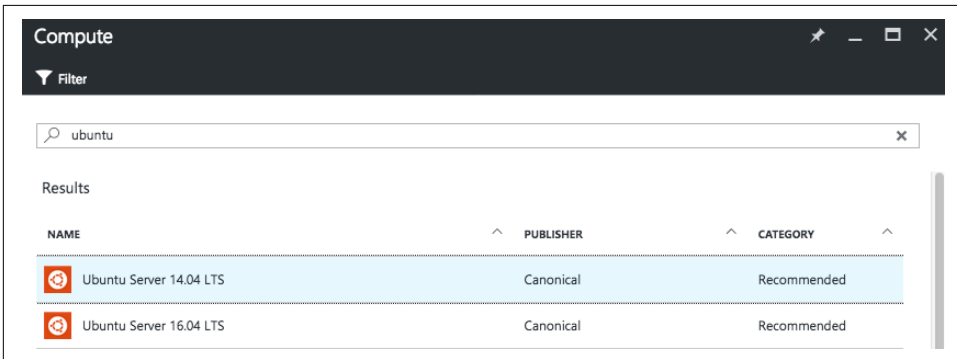 Compute
Filter
ubuntu
Results
NAME PUBLISHER CATEGORY
Ubuntu Server 14.04 LTS Canonical Recommended
Ubuntu Server 16.04 LTS Canonical Recommended